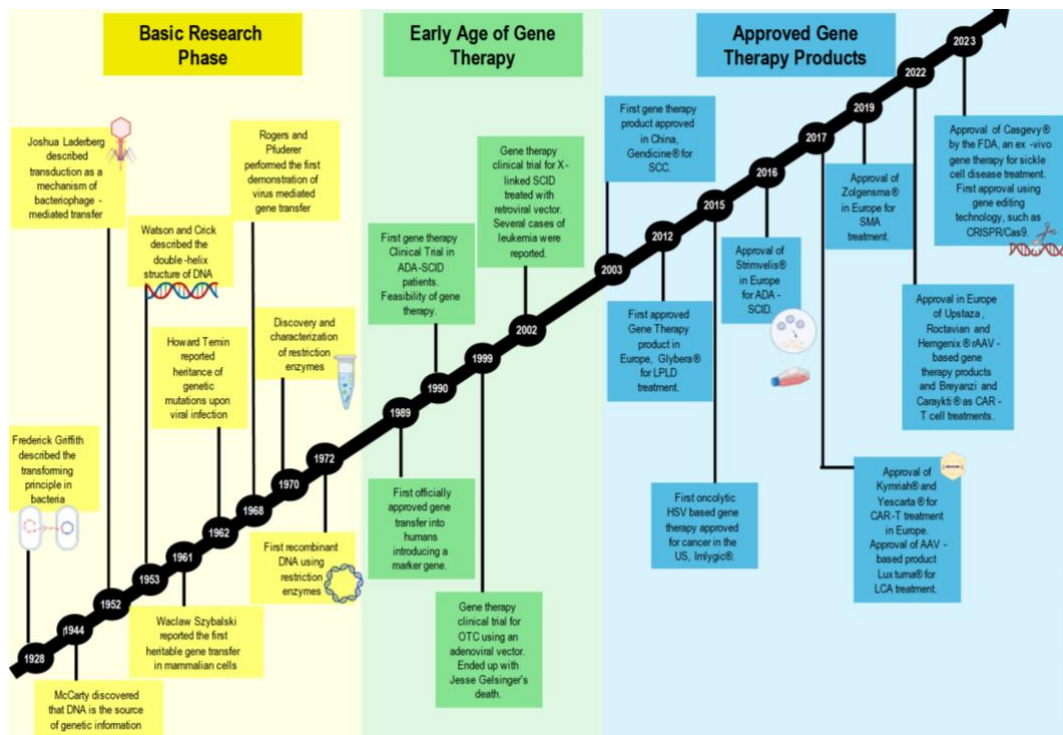 Basic Research
Phase
Early Age of Gene
Therapy
Approved Gene
Therapy Products
Joshua Laderberg
described
transduction as a
mechanism of
bacteriophage -
mediated transfer
Rogers and
Pfuderer
performed the first
demonstration of
virus mediated
gene transfer
Watson and Crick
described the
double-helix
structure of DNA
Howard Temin
reported
heritance of
genetic
mutations upon
viral infection
Discovery and
characterization
of restriction
enzymes
Frederick Griffith
described the
transforming
principle in
bacteria
First recombinant
DNA using
restriction
enzymes
Waclaw Szybalski
reported the first
heritable gene transfer
in mammalian cells
McCarty discovered
that DNA is the source
of genetic information
1928
1944
1952
1953
1961
1962
1968
1970
1972
First gene therapy
Clinical Trial in
ADA-SCID
patients.
Feasibility of gene
therapy.
Gene therapy
clinical trial for X-
linked SCID
treated with
retroviral vector.
Several cases of
leukemia were
reported.
First officially
approved gene
transfer into
humans
introducing a
marker gene.
Gene therapy
clinical trial for
OTC using an
adenoviral vector.
Ended up with
Jesse Gelsinger's
death.
1989
1990
1999
2002
First gene therapy
product approved
in China,
Gendicine® for
SCC.
First approved
Gene Therapy
product in
Europe, Glybera®
for LPLD
treatment.
First oncolytic
HSV based gene
therapy approved
for cancer in the
US, Imlygic®.
Approval of
Strimvelis®
in Europe
for ADA -
SCID.
Approval of
Kymriah® and
Yescarta® for
CAR-T treatment
in Europe.
Approval of AAV -
based product
Luxturna® for
LCA treatment.
Approval of
Zolgensma®
in Europe for
SMA
treatment.
Approval in Europe
of Upstaza,
Roctavian and
Hemgenix® rAAV -
based gene
therapy products
and Breyanzi and
Caraykti® as CAR -
T cell treatments.
Approval of Casgevy®
by the FDA, an ex -vivo
gene therapy for sickle
cell disease treatment.
First approval using
gene editing
technology, such as
CRISPR/Cas9.
2003
2012
2015
2016
2017
2019
2022
2023